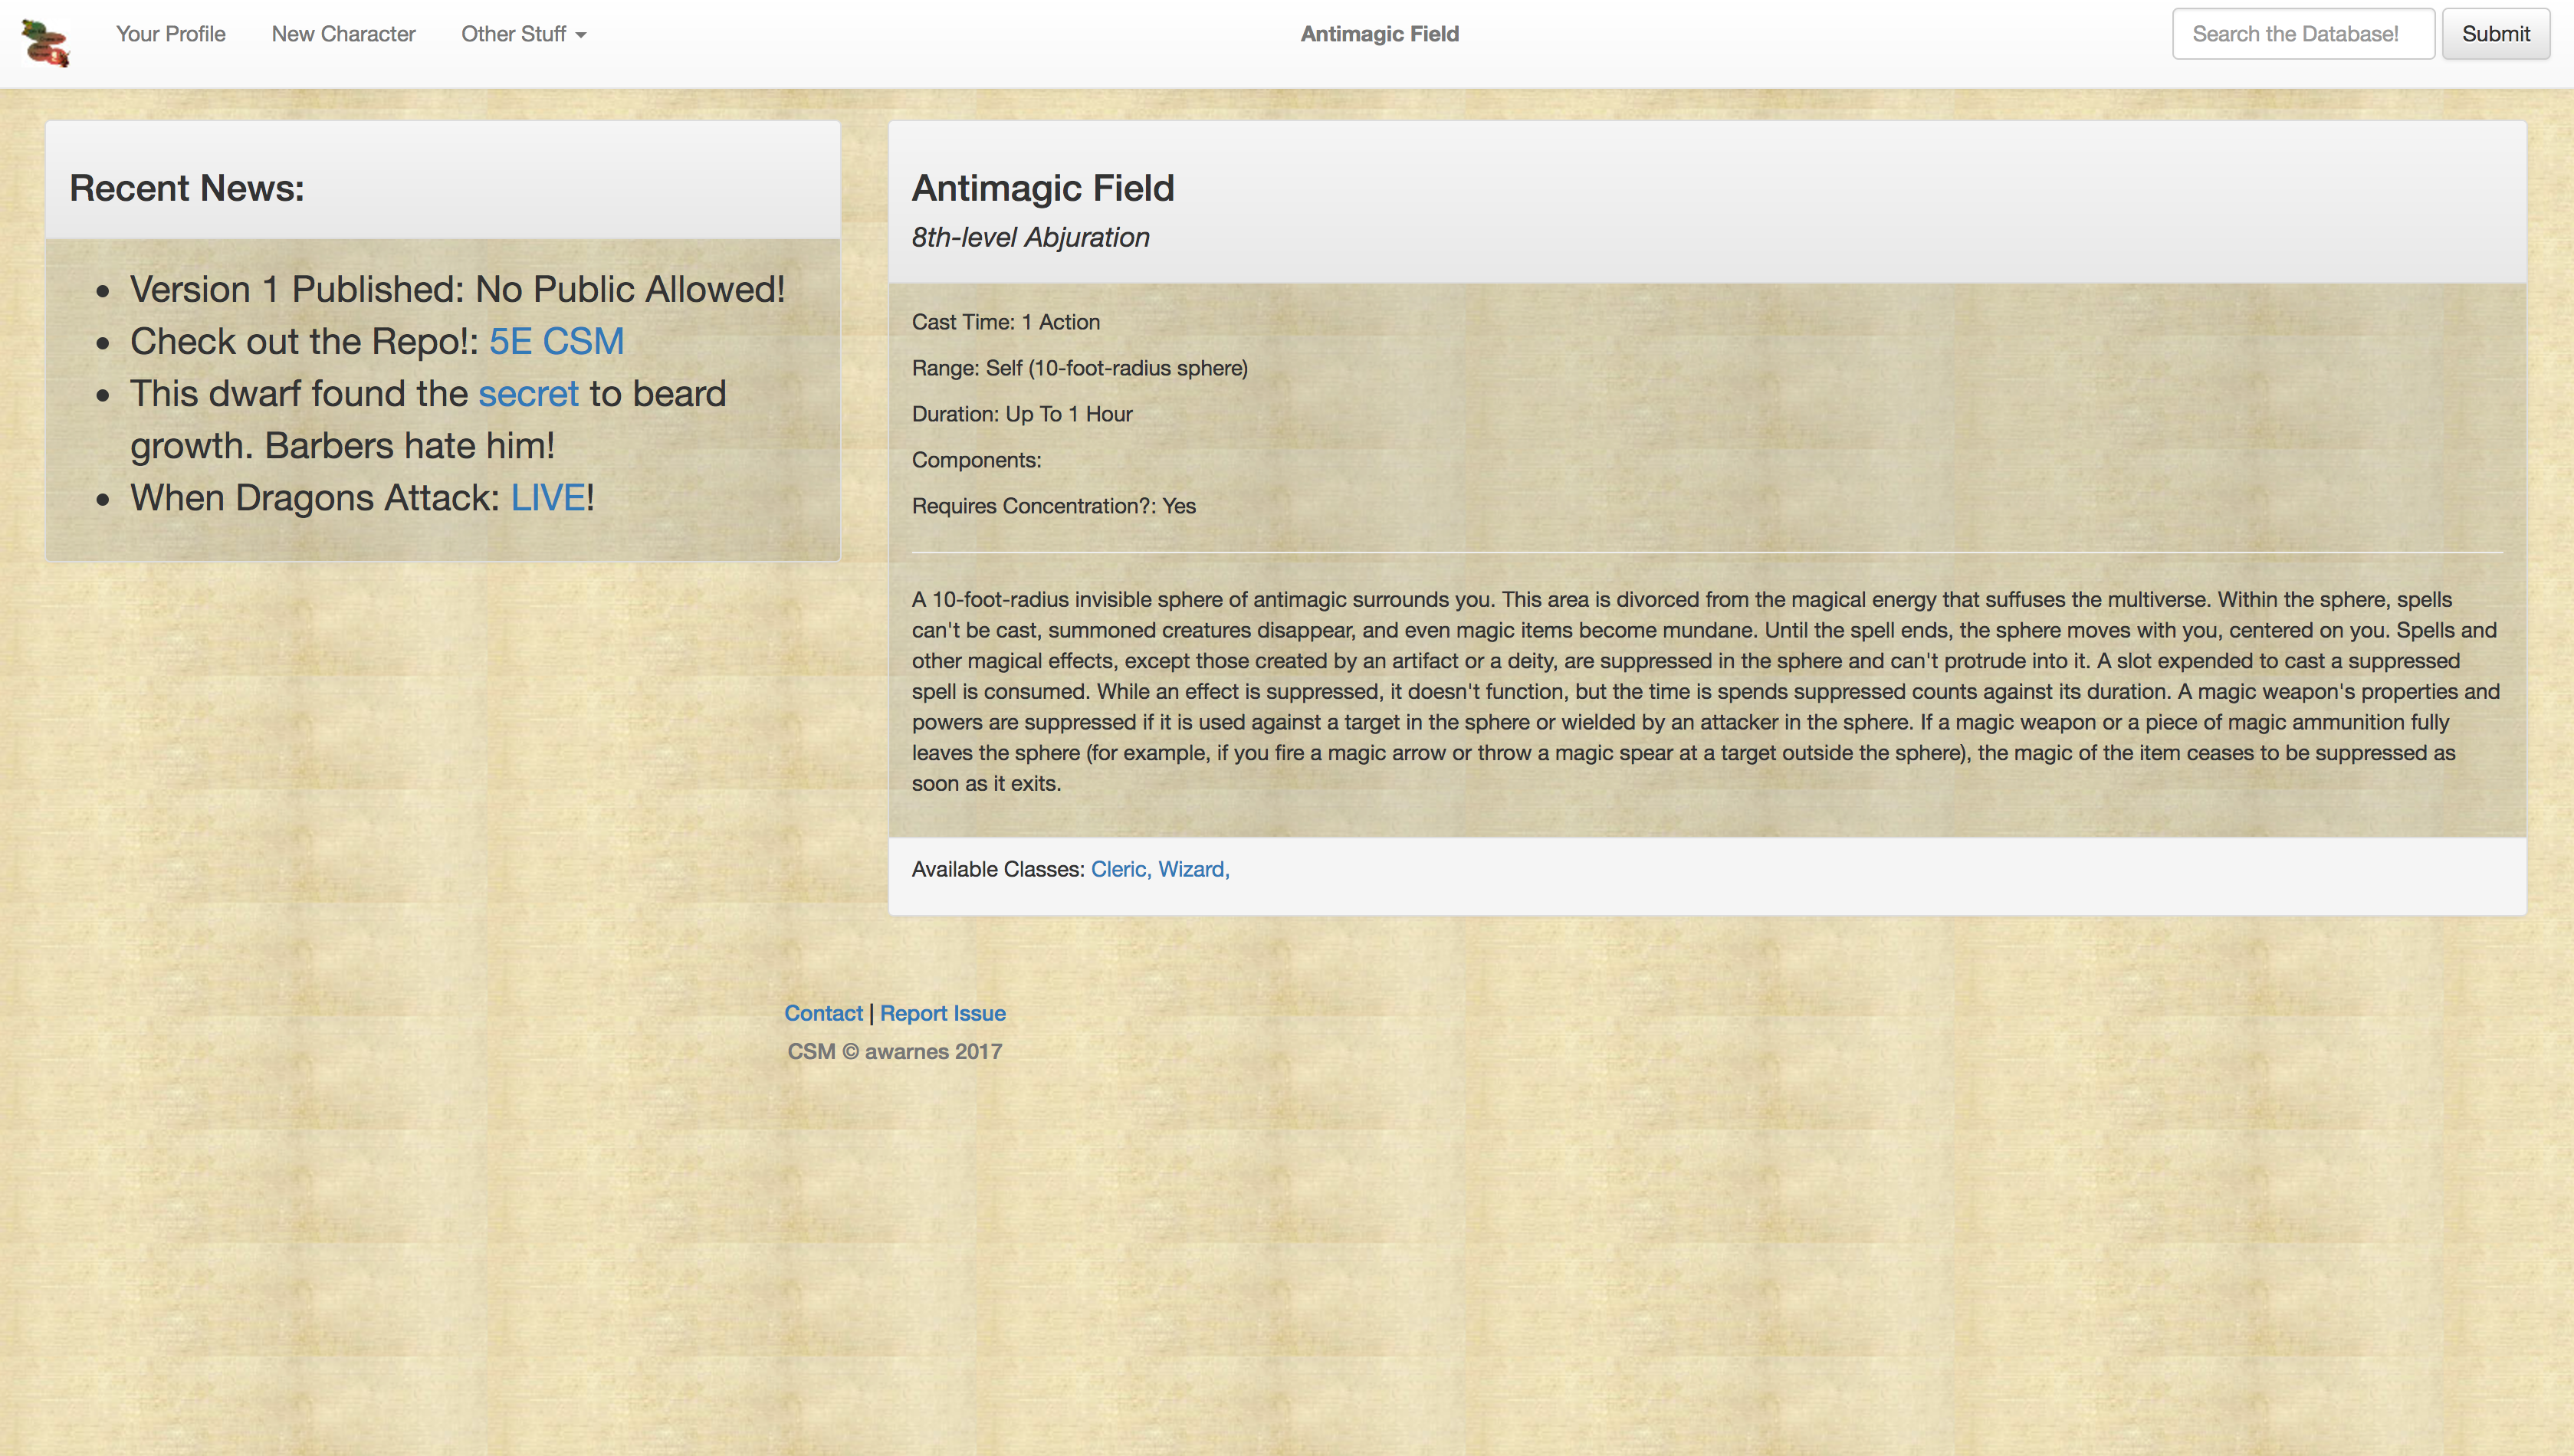 Your Profile
New Character
Other Stuff
Antimagic Field
Search the Database!
Submit
Recent News:
Version 1 Published: No Public Allowed!
Check out the Repo!: 5E CSM
This dwarf found the secret to beard
growth. Barbers hate him!
When Dragons Attack: LIVE!
Antimagic Field
8th-level Abjuration
Cast Time: 1 Action
Range: Self (10-foot-radius sphere)
Duration: Up To 1 Hour
Components:
Requires Concentration?: Yes
A 10-foot-radius invisible sphere of antimagic surrounds you. This area is divorced from the magical energy that suffuses the multiverse. Within the sphere, spells
can't be cast, summoned creatures disappear, and even magic items become mundane. Until the spell ends, the sphere moves with you, centered on you. Spells and
other magical effects, except those created by an artifact or a deity, are suppressed in the sphere and can't protrude into it. A slot expended to cast a suppressed
spell is consumed. While an effect is suppressed, it doesn't function, but the time is spends suppressed counts against its duration. A magic weapon's properties and
powers are suppressed if it is used against a target in the sphere or wielded by an attacker in the sphere. If a magic weapon or a piece of magic ammunition fully
leaves the sphere (for example, if you fire a magic arrow or throw a magic spear at a target outside the sphere), the magic of the item ceases to be suppressed as
soon as it exits.
Available Classes: Cleric, Wizard,
Contact | Report Issue
CSM © awarnes 2017